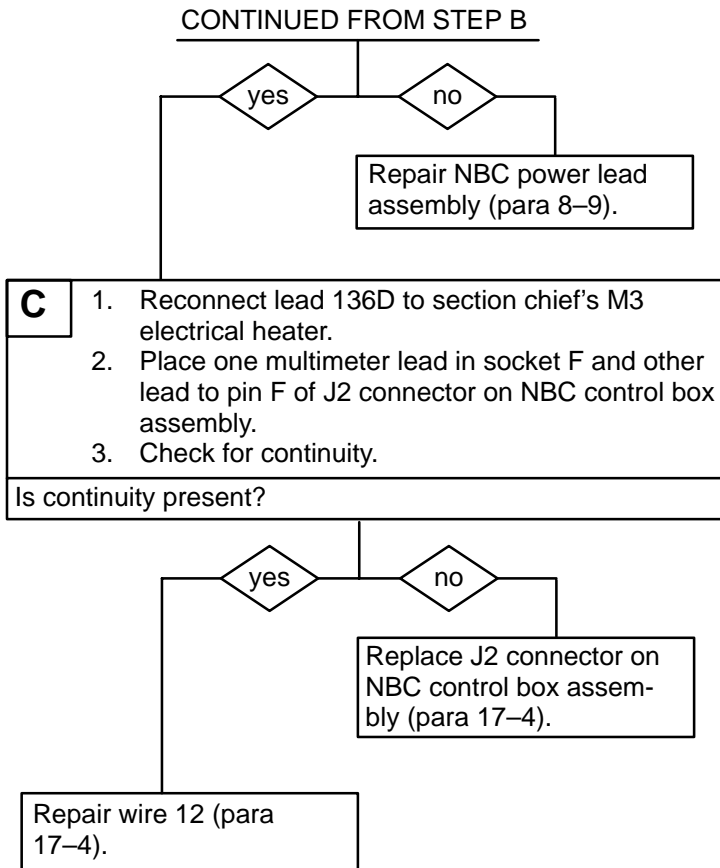 CONTINUED FROM STEP B
yes
no
Repair NBC power lead
assembly (para 8–9).
C
1. Reconnect lead 136D to section chief's M3
electrical heater.
2. Place one multimeter lead in socket F and other
lead to pin F of J2 connector on NBC control box
assembly.
3. Check for continuity.
Is continuity present?
yes
no
Replace J2 connector on
NBC control box assem-
bly (para 17–4).
Repair wire 12 (para
17–4).